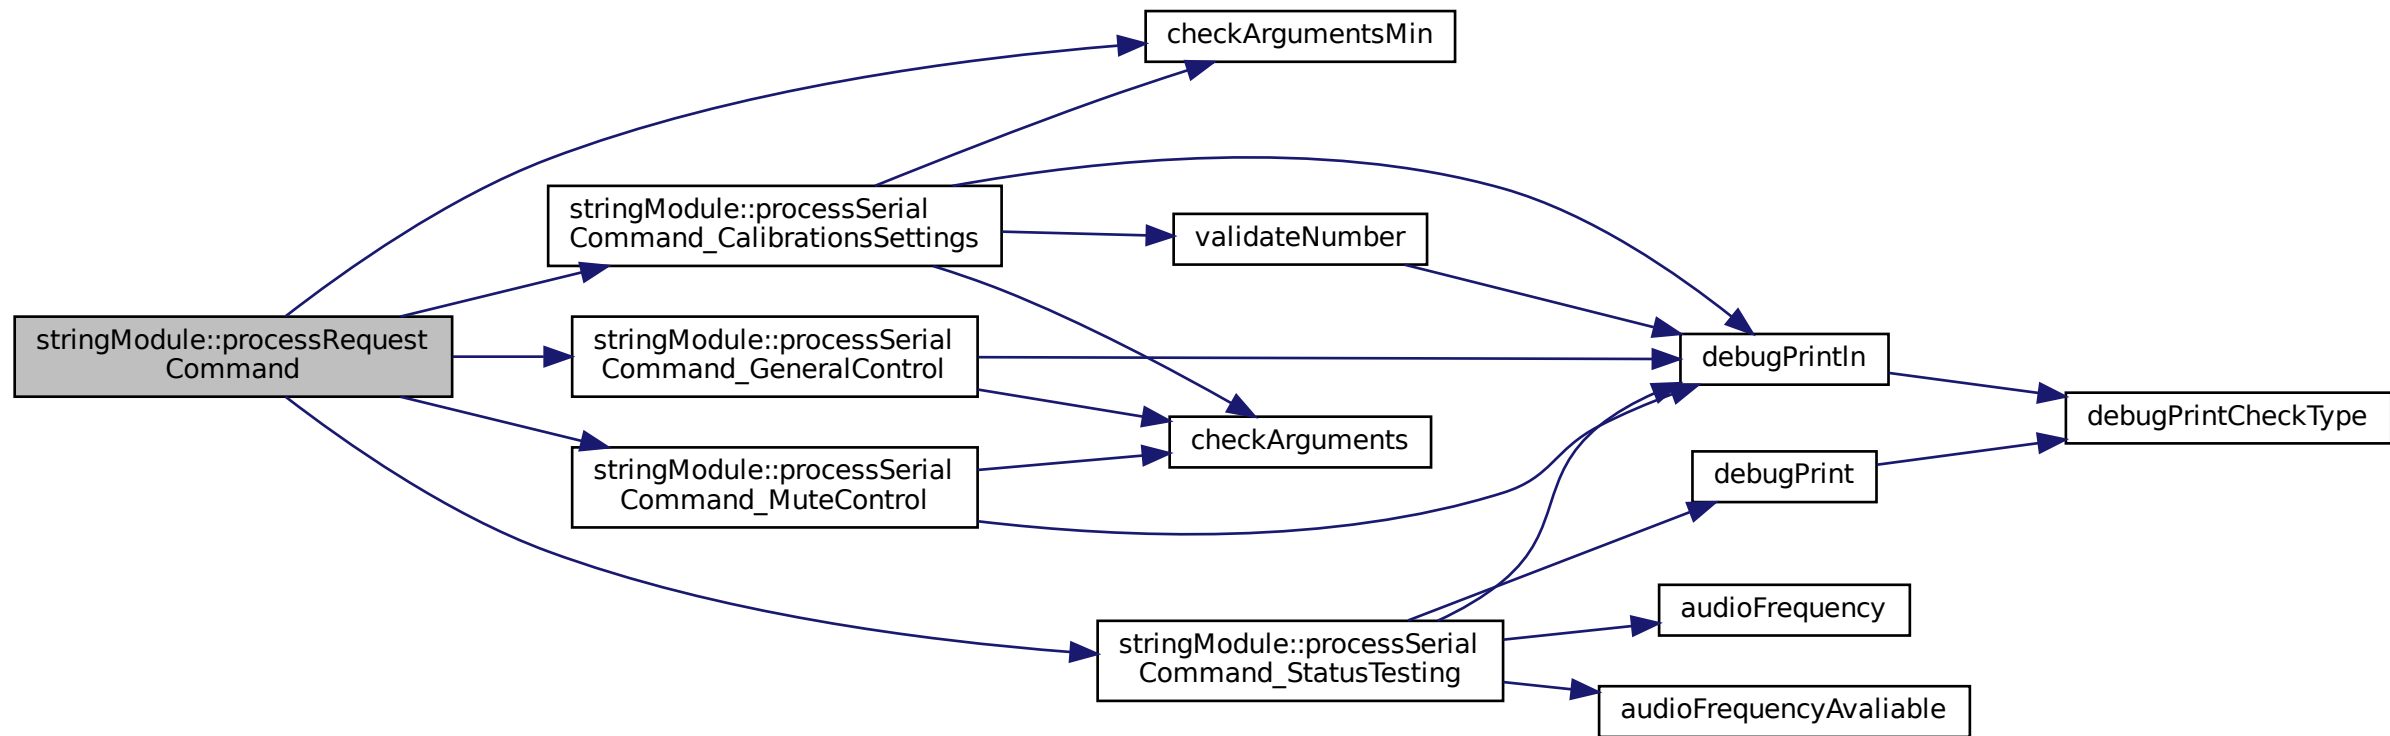 checkArgumentsMin
stringModule::processSerial
Command_CalibrationsSettings
validateNumber
stringModule::processRequest
Command
stringModule::processSerial
Command_GeneralControl
debugPrintln
debugPrintCheckType
checkArguments
stringModule::processSerial
Command_MuteControl
debugPrint
audioFrequency
stringModule::processSerial
Command_StatusTesting
audioFrequencyAvaliable